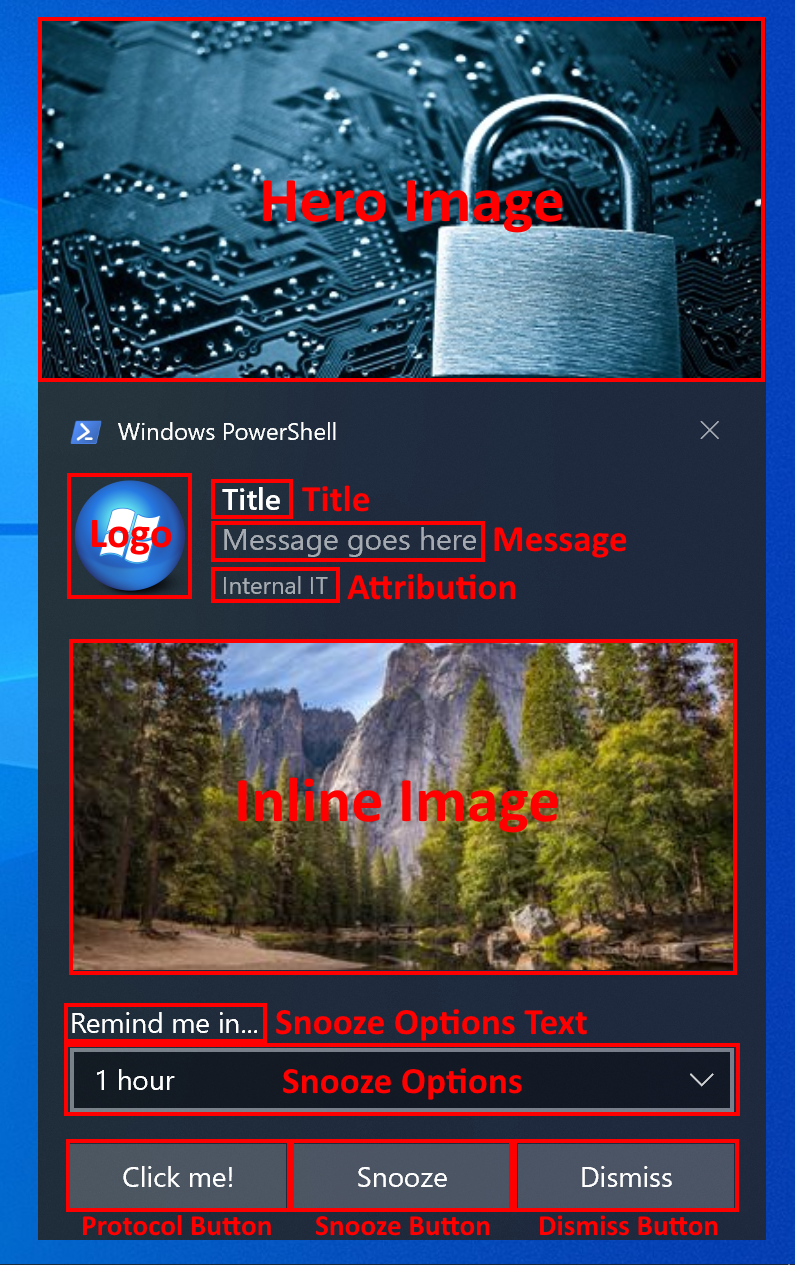 Hero Image
Windows PowerShell
Logo
Title Title
Message goes here Message
Internal IT Attribution
Inline Image
Remind me in... Snooze Options Text
1 hour Snooze Options
Click me! Snooze Dismiss
Protocol Button Snooze Button Dismiss Button